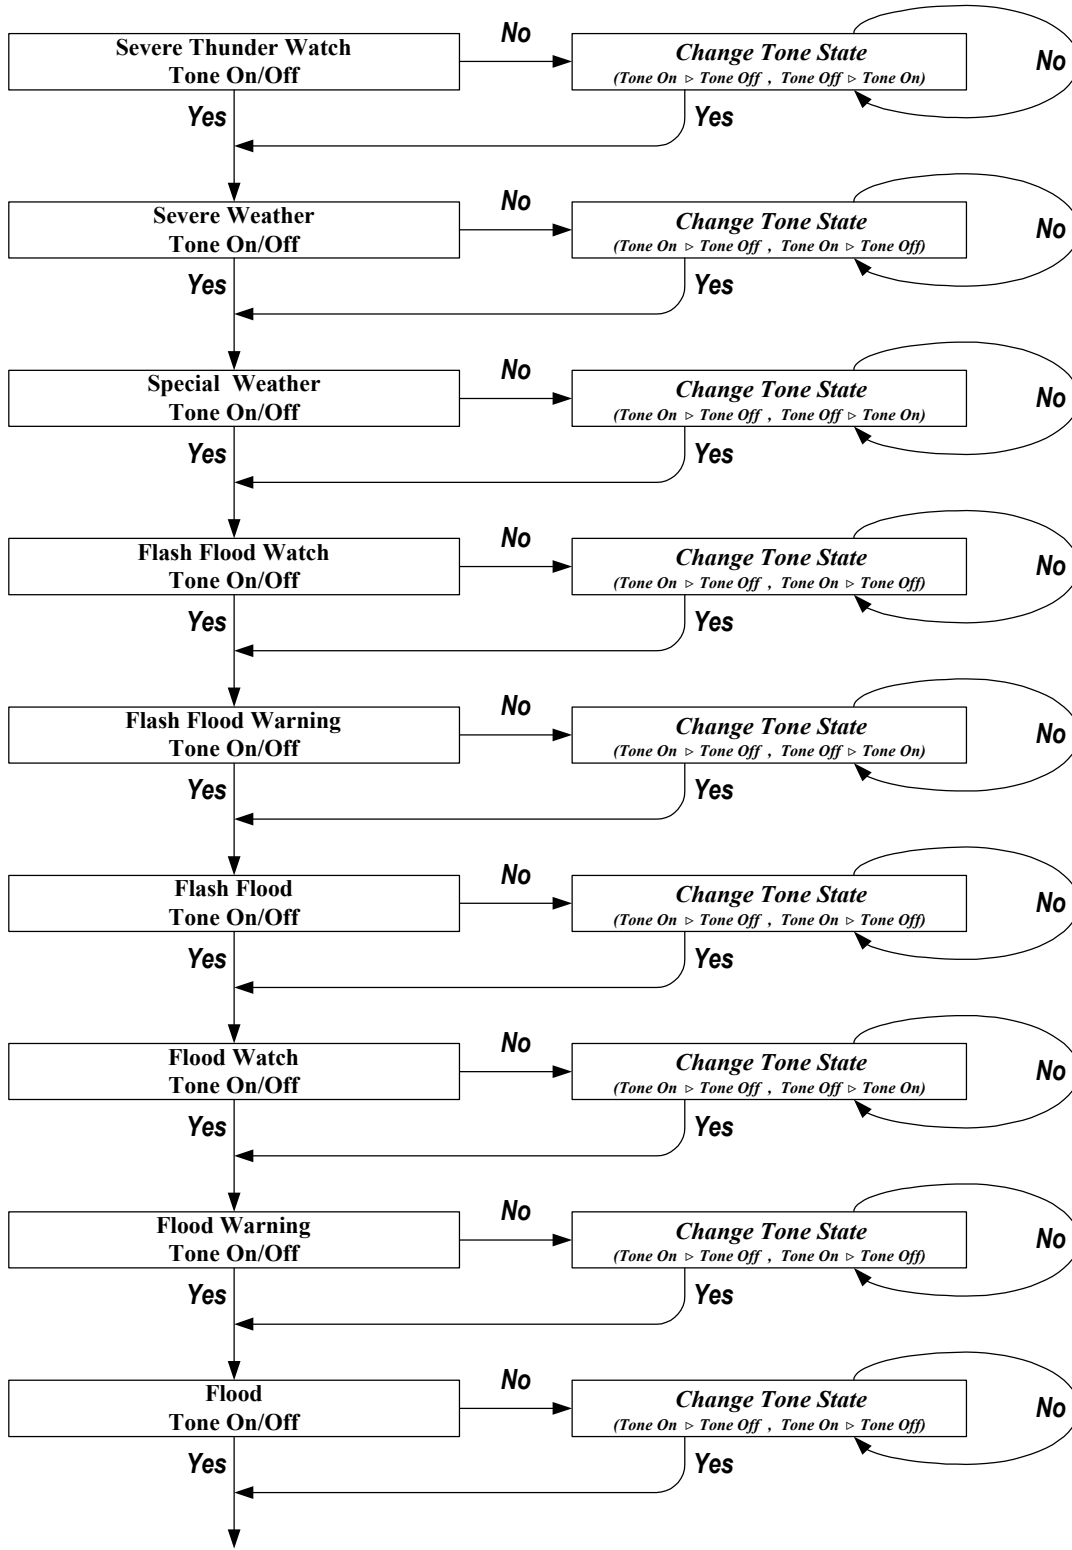 No
Severe Thunder Watch
Tone On/Off
Change Tone State
(Tone On ▹ Tone Off , Tone Off ▹ Tone On)
No
Yes
Yes
No
Severe Weather
Tone On/Off
Change Tone State
(Tone On ▹ Tone Off , Tone On ▹ Tone Off)
No
Yes
Yes
No
Special Weather
Tone On/Off
Change Tone State
(Tone On ▹ Tone Off , Tone Off ▹ Tone On)
No
Yes
Yes
No
Flash Flood Watch
Tone On/Off
Change Tone State
(Tone On ▹ Tone Off , Tone On ▹ Tone Off)
No
Yes
Yes
No
Flash Flood Warning
Tone On/Off
Change Tone State
(Tone On ▹ Tone Off , Tone Off ▹ Tone On)
No
Yes
Yes
No
Flash Flood
Tone On/Off
Change Tone State
(Tone On ▹ Tone Off , Tone On ▹ Tone Off)
No
Yes
Yes
No
Flood Watch
Tone On/Off
Change Tone State
(Tone On ▹ Tone Off , Tone Off ▹ Tone On)
No
Yes
Yes
No
Flood Warning
Tone On/Off
Change Tone State
(Tone On ▹ Tone Off , Tone On ▹ Tone Off)
No
Yes
Yes
No
Flood
Tone On/Off
Change Tone State
(Tone On ▹ Tone Off , Tone On ▹ Tone Off)
No
Yes
Yes